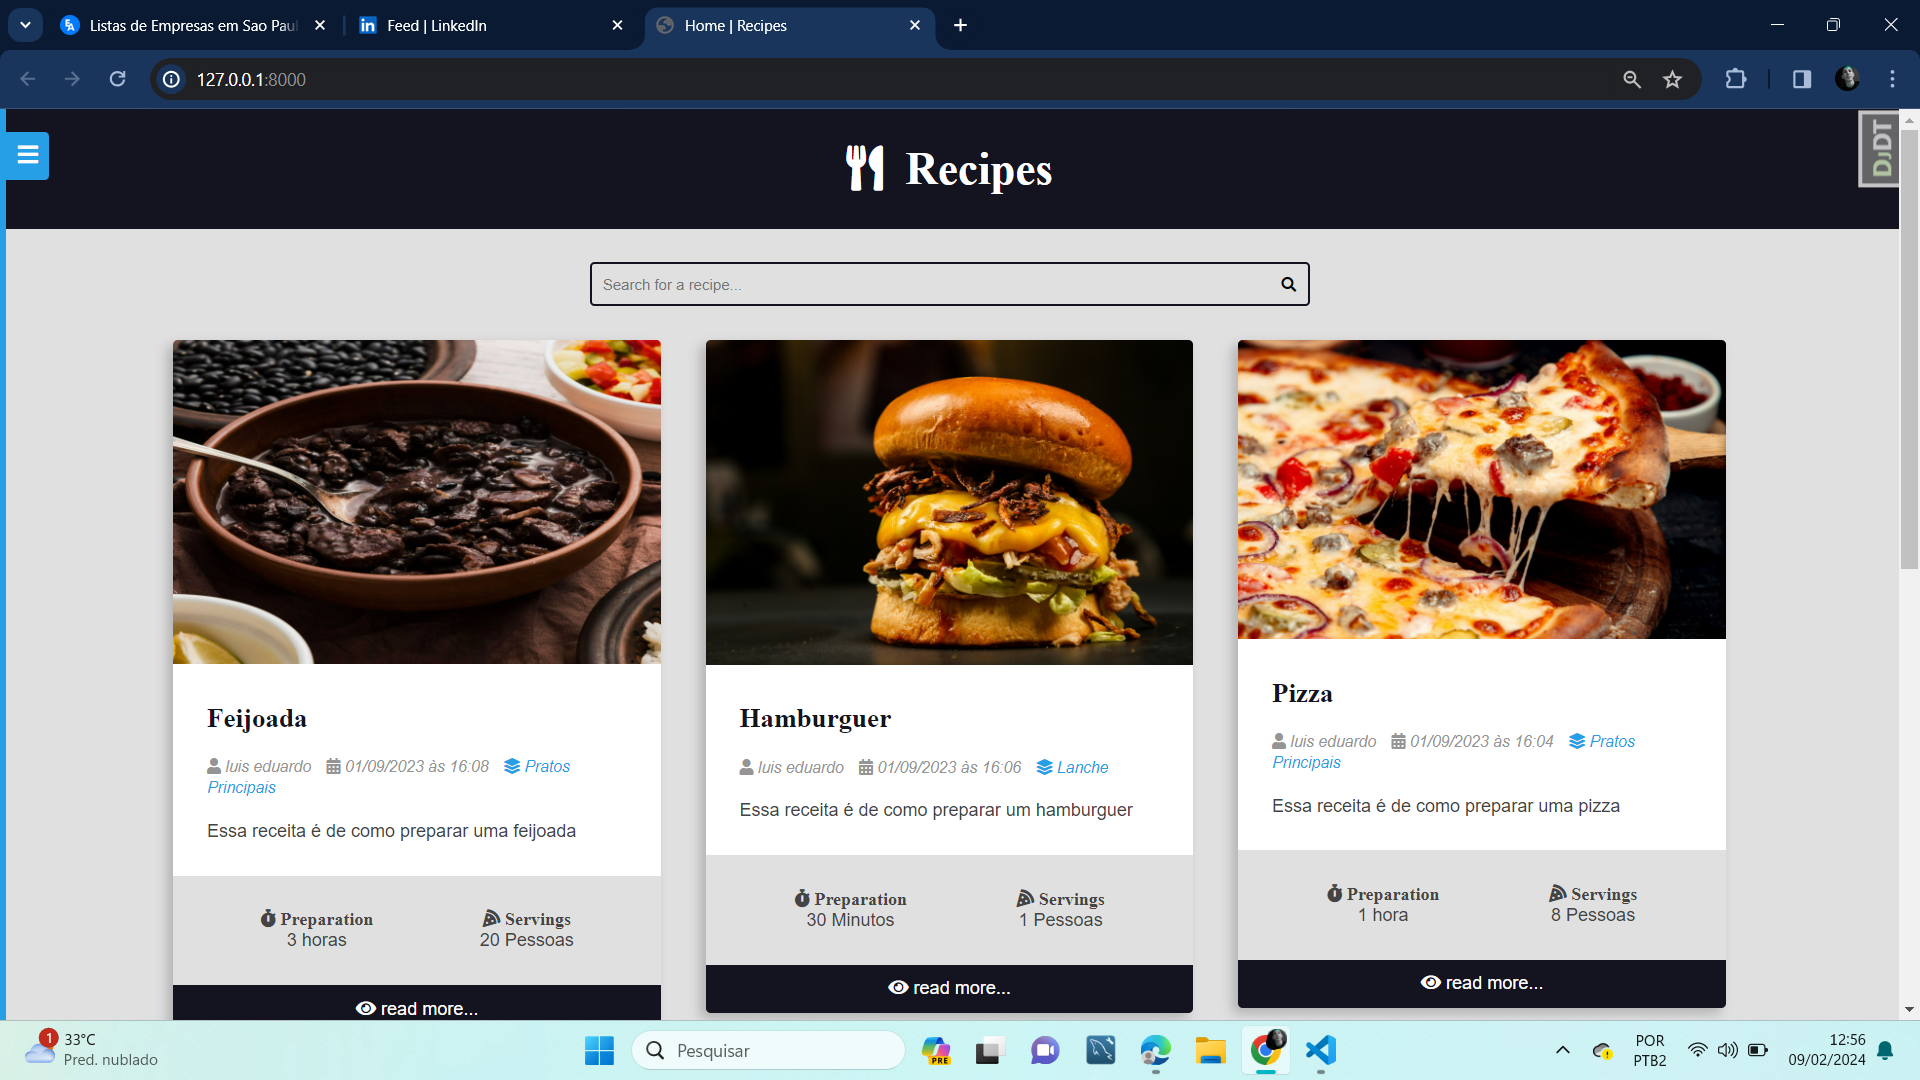 Listas de Empresas em Sao Paul
Feed | LinkedIn
Home | Recipes
127.0.0.1:8000
DJDT
Recipes
Search for a recipe...
Feijoada
luis eduardo 01/09/2023 às 16:08 Pratos
Principais
Essa receita é de como preparar uma feijoada
Preparation
3 horas
Servings
20 Pessoas
read more...
Hamburguer
luis eduardo 01/09/2023 às 16:06 Lanche
Essa receita é de como preparar um hamburguer
Preparation
30 Minutos
Servings
1 Pessoas
read more...
Pizza
luis eduardo 01/09/2023 às 16:04 Pratos
Principais
Essa receita é de como preparar uma pizza
Preparation
1 hora
Servings
8 Pessoas
read more...
1
33°C
Pred. nublado
Pesquisar
PRE
POR
PTB2
12:56
09/02/2024